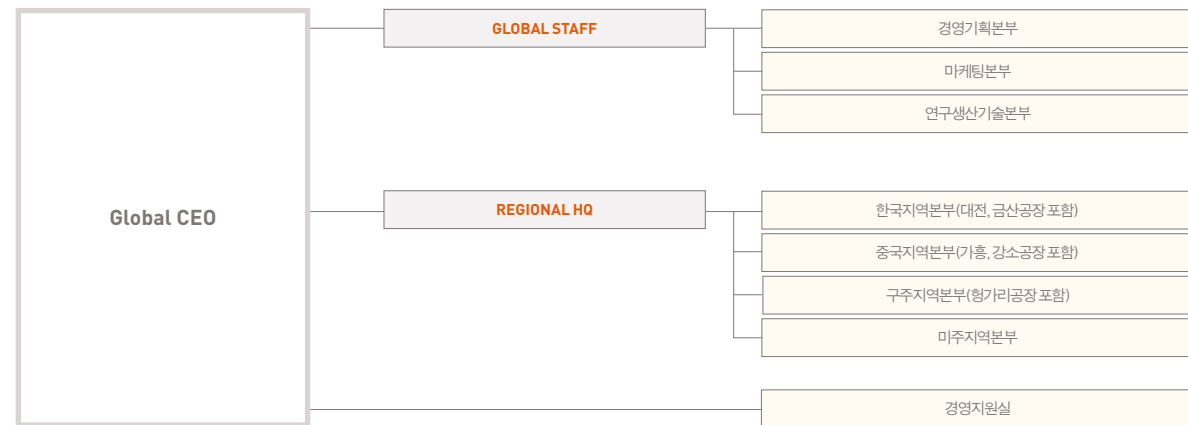 Global CEO
GLOBAL STAFF
경영기획본부
마케팅본부
연구생산기술본부
REGIONAL HQ
한국지역본부(대전, 금산공장 포함)
중국지역본부(가흥, 강소공장 포함)
구주지역본부(헝가리공장 포함)
미주지역본부
경영지원실